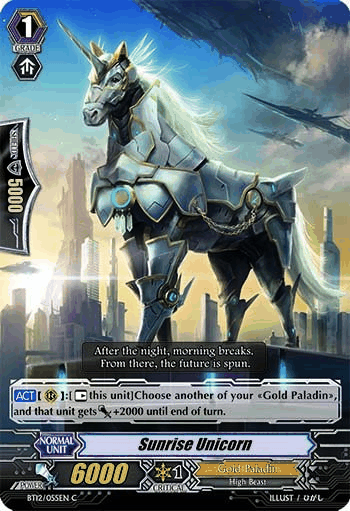 1
GRADE
SHIELD
5000
After the night, morning breaks.
From there, the future is spun.
ACT [ 1:[ this unit]Choose another of your «Gold Paladin»,
and that unit gets +2000 until end of turn.
NORMAL
UNIT
Sunrise Unicorn
POWER
6000
1
CRITICAL
Gold Paladin
High Beast
BT12/055EN C
ILLUST / 伊藤